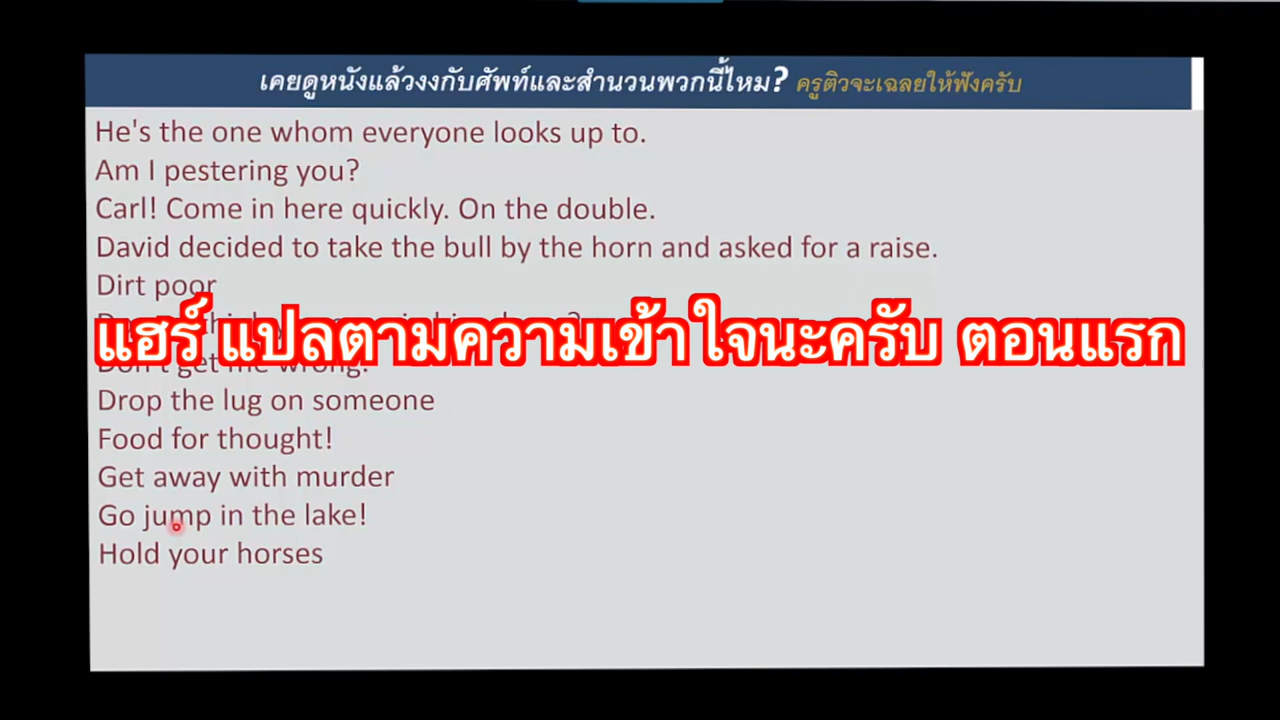 เคยดูหนังแล้วงงกับศัพท์และสำนวนพวกนี้ไหม? ครูติวจะเฉลยให้ฟังครับ
He's the one whom everyone looks up to.
Am I pestering you?
Carl! Come in here quickly. On the double.
David decided to take the bull by the horn and asked for a raise.
Dirt poor
แฮร์ แปลตามความเข้าใจนะครับ ตอนแรก
Don't get me wrong!
Drop the lug on someone
Food for thought!
Get away with murder
Go jump in the lake!
Hold your horses